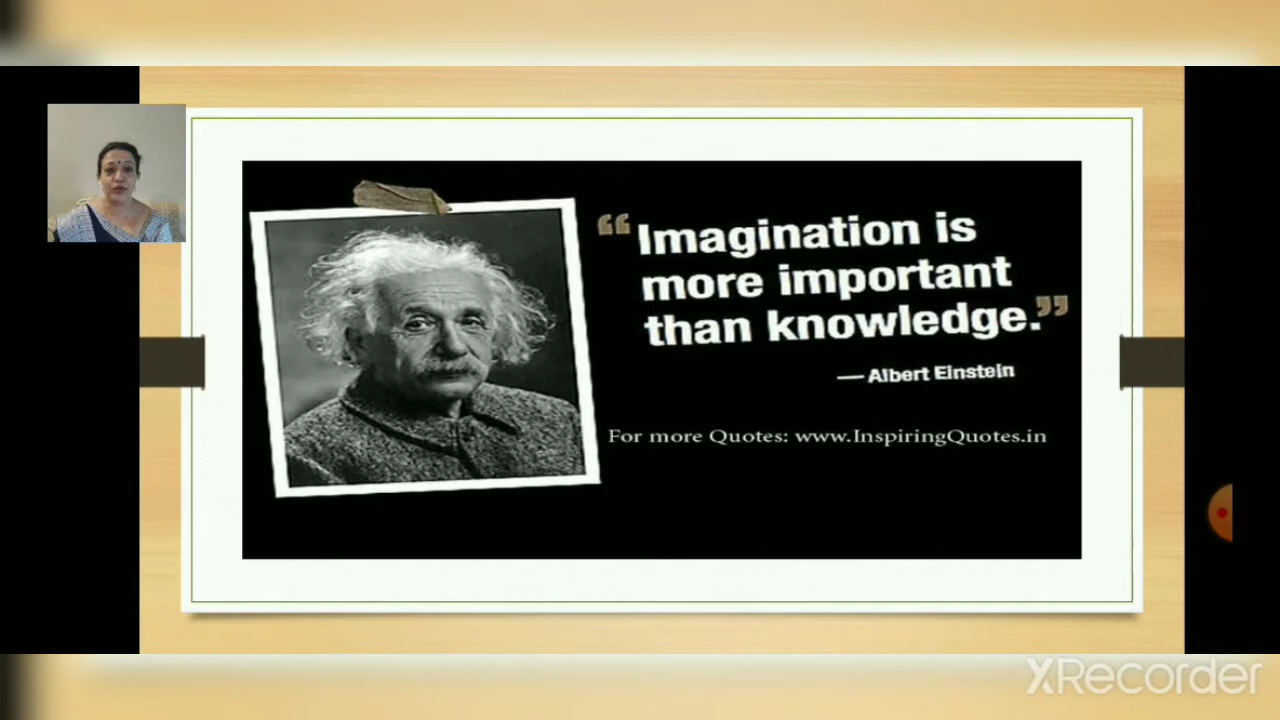 “Imagination is
more important
than knowledge.”
— Albert Einstein
For more Quotes: www.InspiringQuotes.in
XRecorder